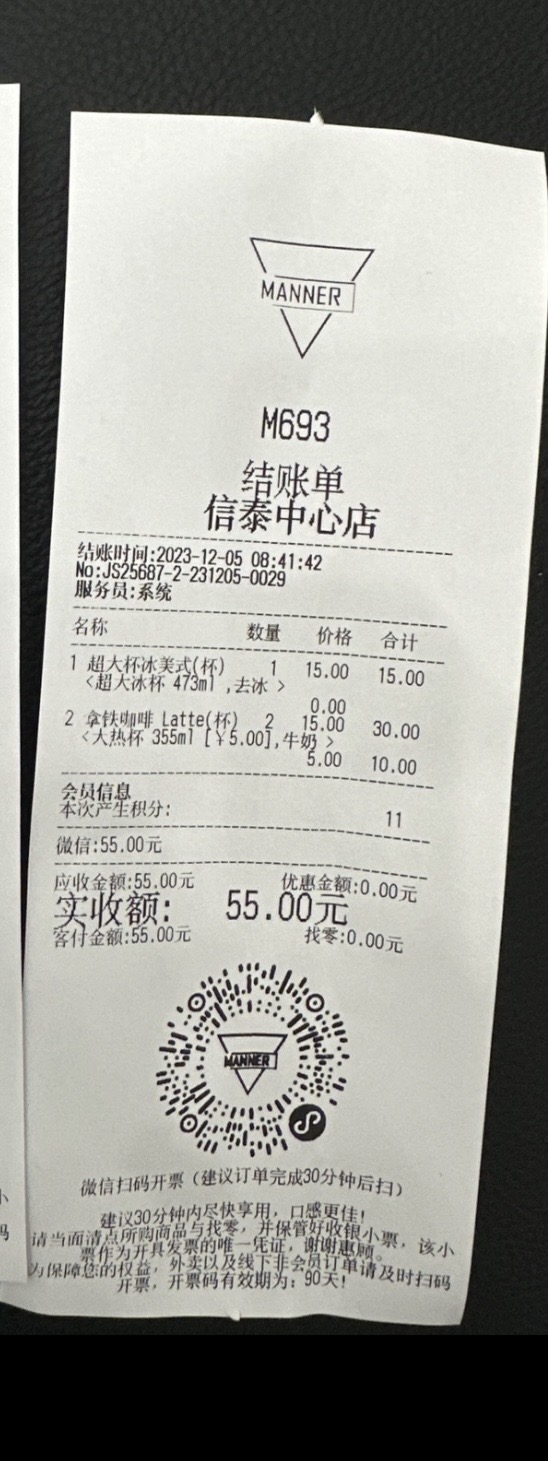 MANNER
M693
结账单
信泰中心店
结账时间:2023-12-05 08:41:42
No:JS25687-2-231205-0029
服务员:系统
名称 数量 价格 合计
1 超大杯冰美式(杯) 1 15.00 15.00
<超大冰杯 473ml ,去冰 >
0.00
2 拿铁咖啡 Latte(杯) 2 15.00 30.00
<大热杯 355ml [￥5.00],牛奶 >
5.00 10.00
会员信息
本次产生积分: 11
微信:55.00元
应收金额:55.00元 优惠金额:0.00元
实收额: 55.00元
客付金额:55.00元 找零:0.00元
MANNER
微信扫码开票（建议订单完成30分钟后扫）
建议30分钟内尽快享用，口感更佳!
请当面清点所购商品与找零，并保管好收银小票，该小
票作为开具发票的唯一凭证，谢谢惠顾。
为保障您的权益，外卖以及线下非会员订单请及时扫码
开票，开票码有效期为：90天!
小
码